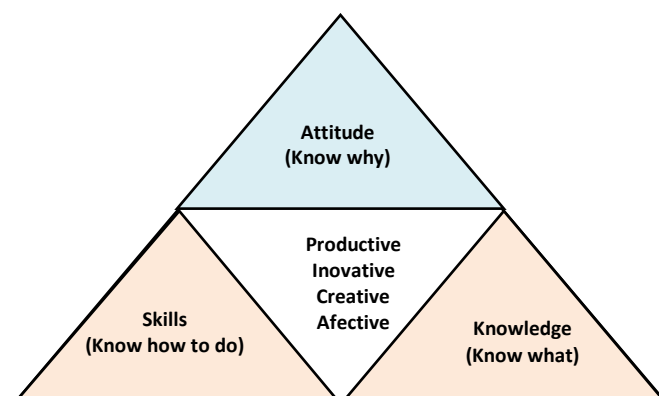 Attitude
(Know why)
Productive
Inovative
Creative
Afective
Skills
(Know how to do)
Knowledge
(Know what)